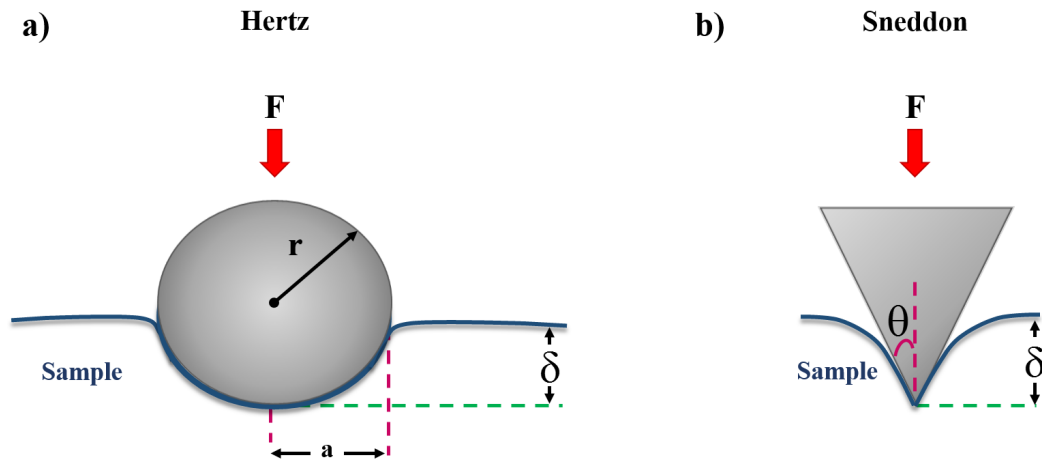 a)
Hertz
F
r
Sample
δ
a
b)
Sneddon
F
θ
Sample
δ